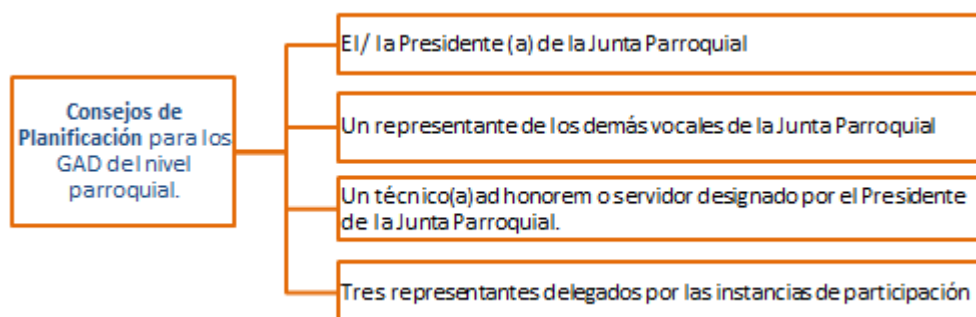 Consejos de
Planificación para los
GAD del nivel
parroquial.
El/ la Presidente (a) de la Junta Parroquial
Un representante de los demás vocales de la Junta Parroquial
Un técnico(a) ad honorem o servidor designado por el Presidente
de la Junta Parroquial.
Tres representantes delegados por las instancias de participación